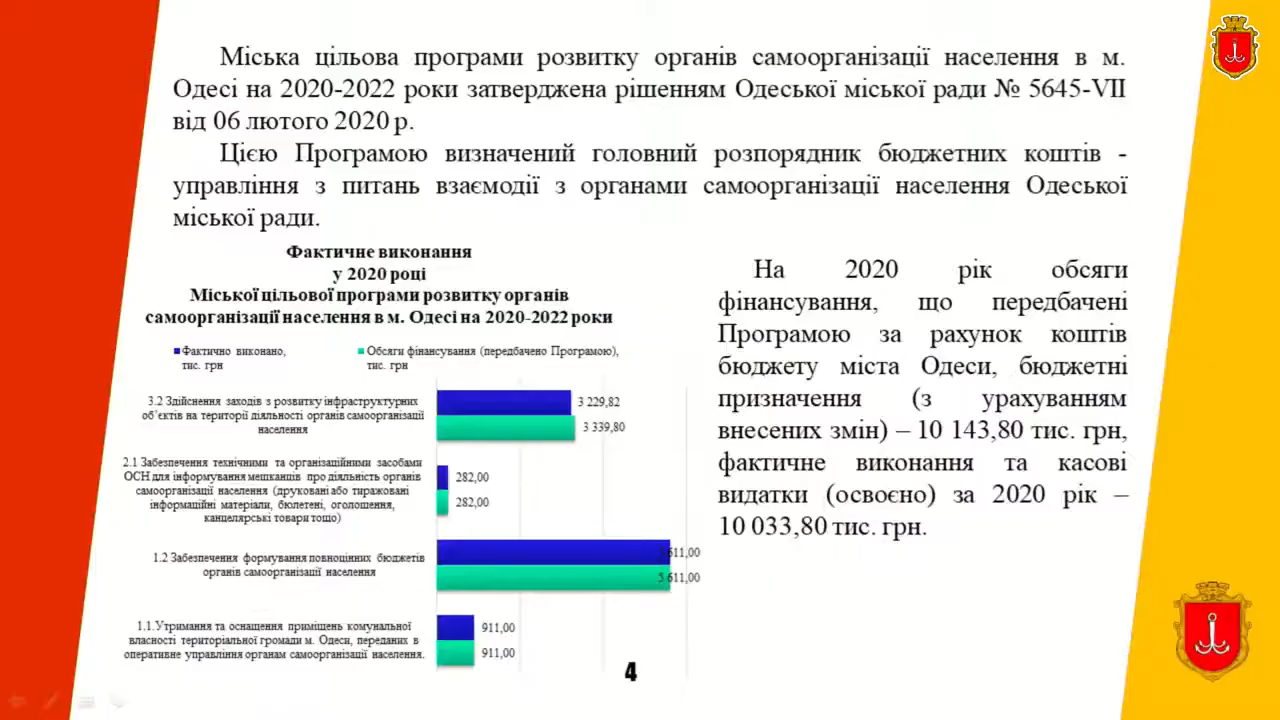 Міська цільова програми розвитку органів самоорганізації населення в м.
Одесі на 2020-2022 роки затверджена рішенням Одеської міської ради № 5645-VII
від 06 лютого 2020 р.
Цією Програмою визначений головний розпорядник бюджетних коштів -
управління з питань взаємодії з органами самоорганізації населення Одеської
міської ради.
Фактичне виконання
у 2020 році
Міської цільової програми розвитку органів
самоорганізації населення в м. Одесі на 2020-2022 роки
Фактично виконано,
тис. грн
Обсяги фінансування (передбачено Програмою),
тис. грн
3.2 Здійснення заходів з розвитку інфраструктурних
об’єктів на території діяльності органів самоорганізації
населення
3 229,82
3 339,80
2.1 Забезпечення технічними та організаційними засобами
ОСН для інформування мешканців про діяльність органів
самоорганізації населення (друковані або тиражовані
інформаційні матеріали, бюлетені, оголошення,
канцелярські товари тощо)
282,00
282,00
1.2 Забезпечення формування повноцінних бюджетів
органів самоорганізації населення
5 611,00
5 611,00
1.1.Утримання та оснащення приміщень комунальної
власності територіальної громади м. Одеси, переданих в
оперативне управління органам самоорганізації населення.
911,00
911,00
На 2020 рік обсяги
фінансування, що передбачені
Програмою за рахунок коштів
бюджету міста Одеси, бюджетні
призначення (з урахуванням
внесених змін) – 10 143,80 тис. грн,
фактичне виконання та касові
видатки (освоєно) за 2020 рік –
10 033,80 тис. грн.
4